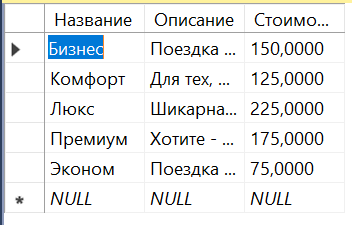 Название Описание Стоимо...
Бизнес Поездка ... 150,0000
Комфорт Для тех, ... 125,0000
Люкс Шикарна... 225,0000
Премиум Хотите - ... 175,0000
Эконом Поездка ... 75,0000
NULL NULL NULL